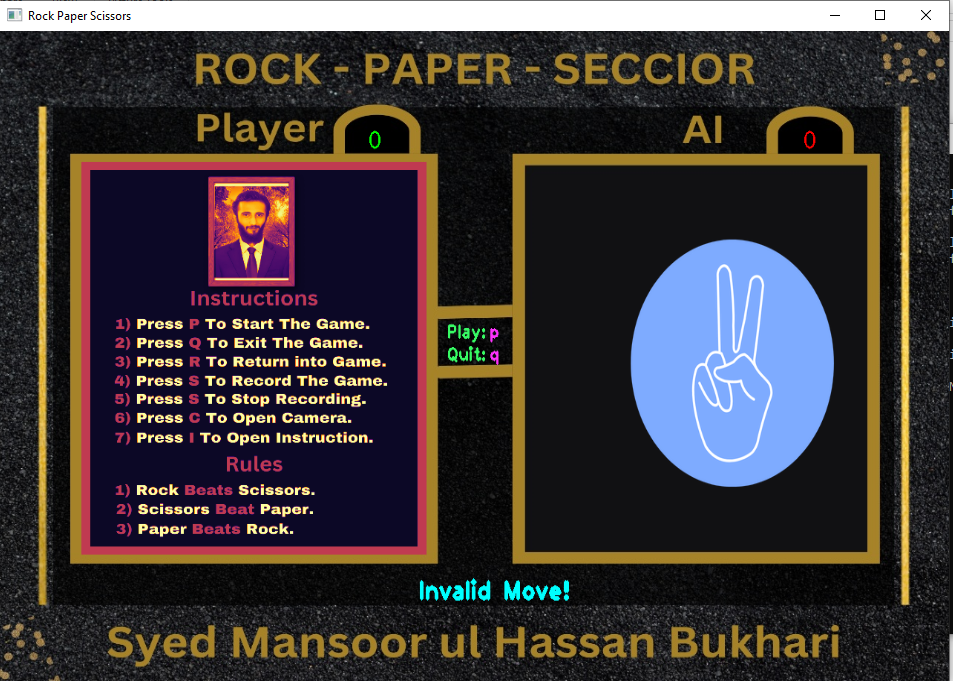 Rock Paper Scissors
ROCK - PAPER - SECCIOR
Player
0
AI
0
Instructions
1) Press P To Start The Game.
2) Press Q To Exit The Game.
3) Press R To Return into Game.
4) Press S To Record The Game.
5) Press S To Stop Recording.
6) Press C To Open Camera.
7) Press I To Open Instruction.
Rules
1) Rock Beats Scissors.
2) Scissors Beat Paper.
3) Paper Beats Rock.
Play: p
Quit: q
Invalid Move!
Syed Mansoor ul Hassan Bukhari